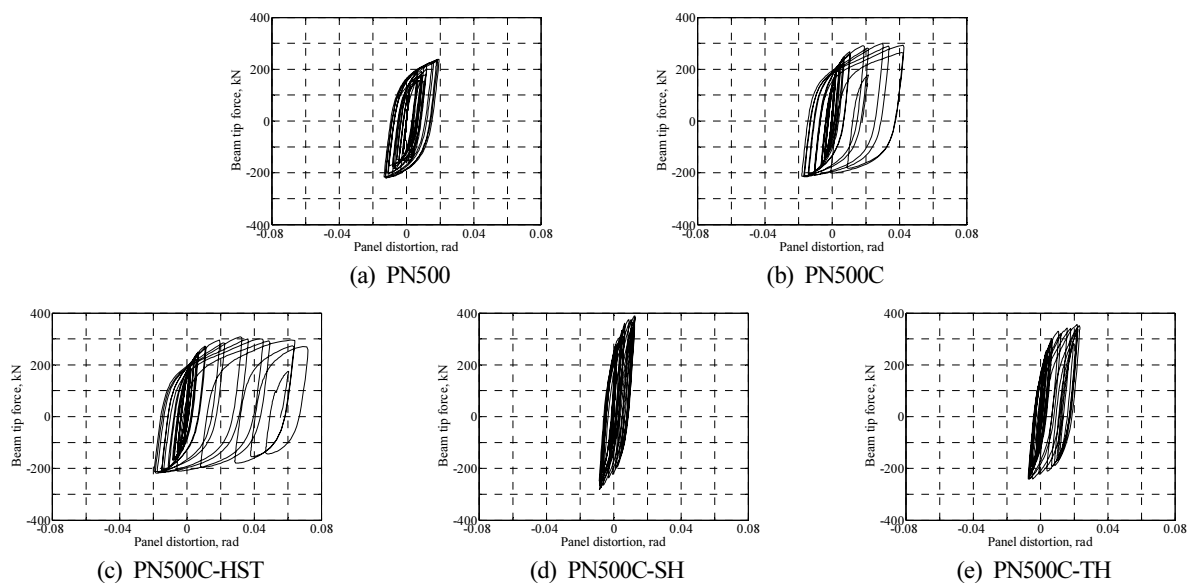 400
200
0
-200
-400
-0.08 -0.04 0 0.04 0.08
Beam tip force, kN
Panel distortion, rad
(a) PN500
400
200
0
-200
-400
-0.08 -0.04 0 0.04 0.08
Beam tip force, kN
Panel distortion, rad
(b) PN500C
400
200
0
-200
-400
-0.08 -0.04 0 0.04 0.08
Beam tip force, kN
Panel distortion, rad
(c) PN500C-HST
400
200
0
-200
-400
-0.08 -0.04 0 0.04 0.08
Beam tip force, kN
Panel distortion, rad
(d) PN500C-SH
400
200
0
-200
-400
-0.08 -0.04 0 0.04 0.08
Beam tip force, kN
Panel distortion, rad
(e) PN500C-TH